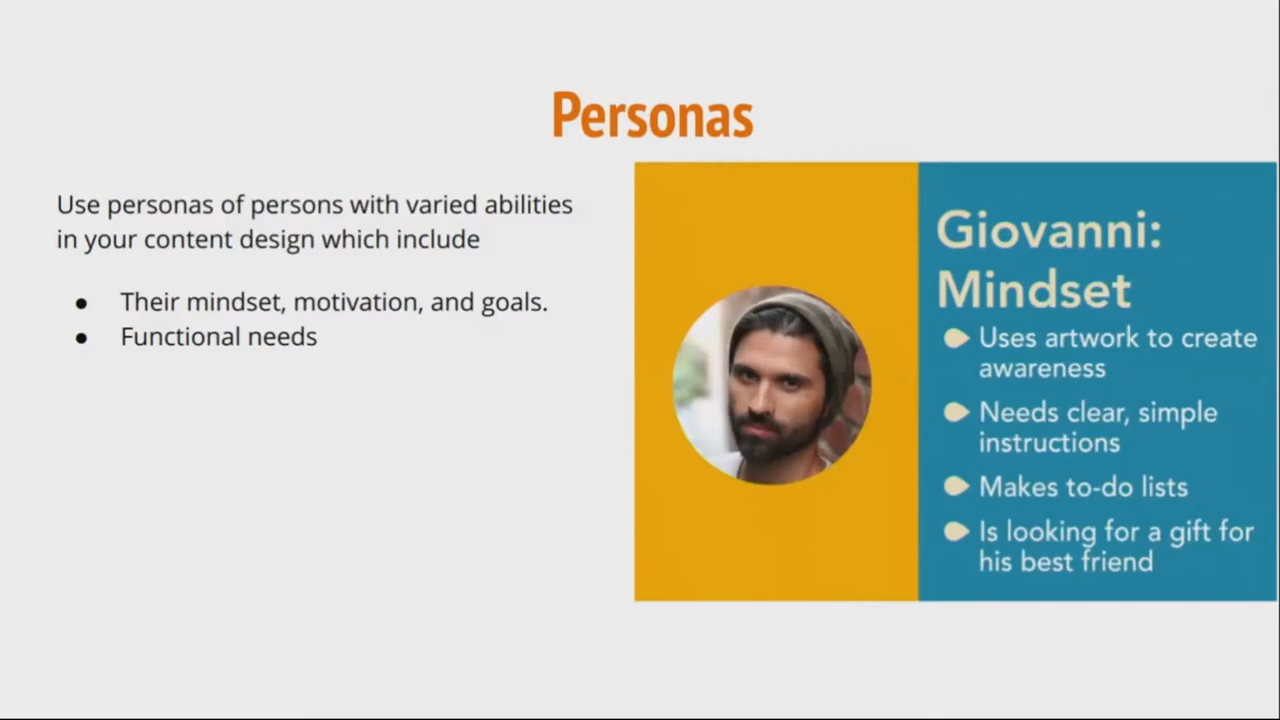 Personas
Use personas of persons with varied abilities
in your content design which include
● Their mindset, motivation, and goals.
● Functional needs
Giovanni:
Mindset
Uses artwork to create
awareness
Needs clear, simple
instructions
Makes to-do lists
Is looking for a gift for
his best friend